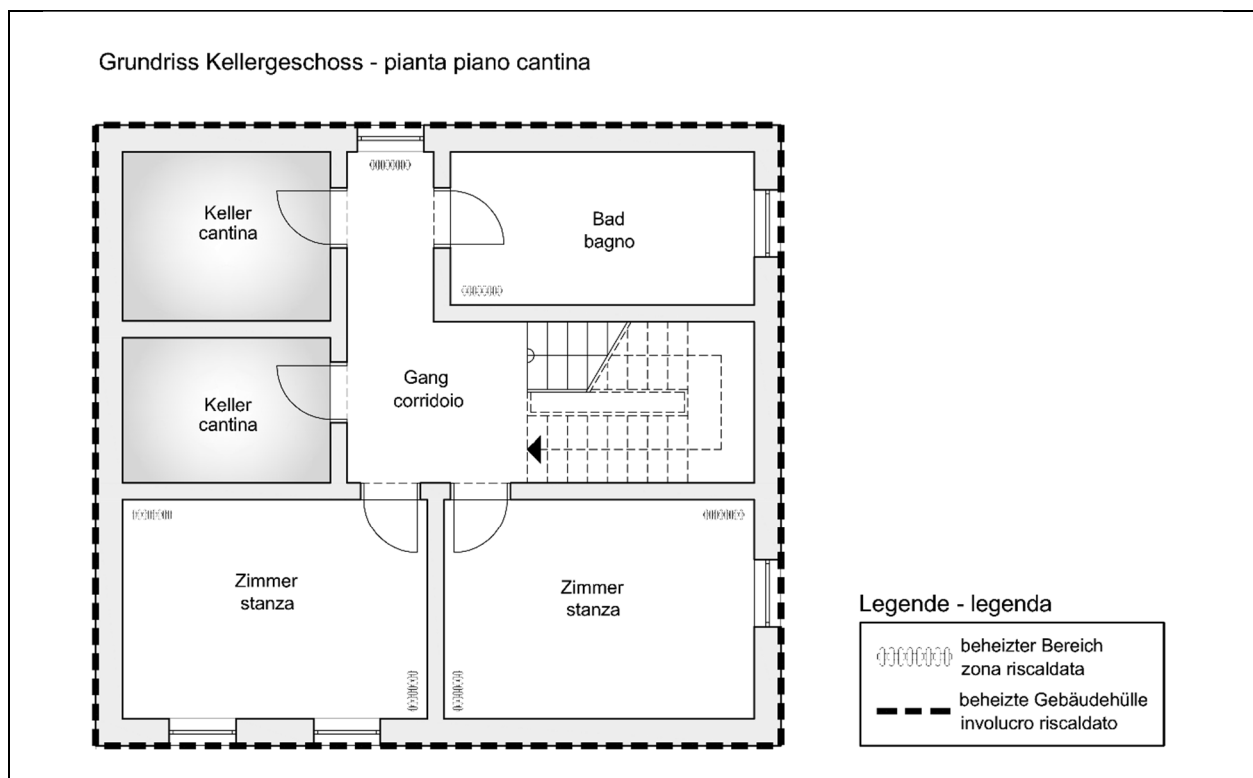 Grundriss Kellergeschoss - pianta piano cantina
Keller
cantina
Bad
bagno
Keller
cantina
Gang
corridoio
Zimmer
stanza
Zimmer
stanza
Legende - legenda
beheizter Bereich
zona riscaldata
beheizte Gebäudehülle
involucro riscaldato